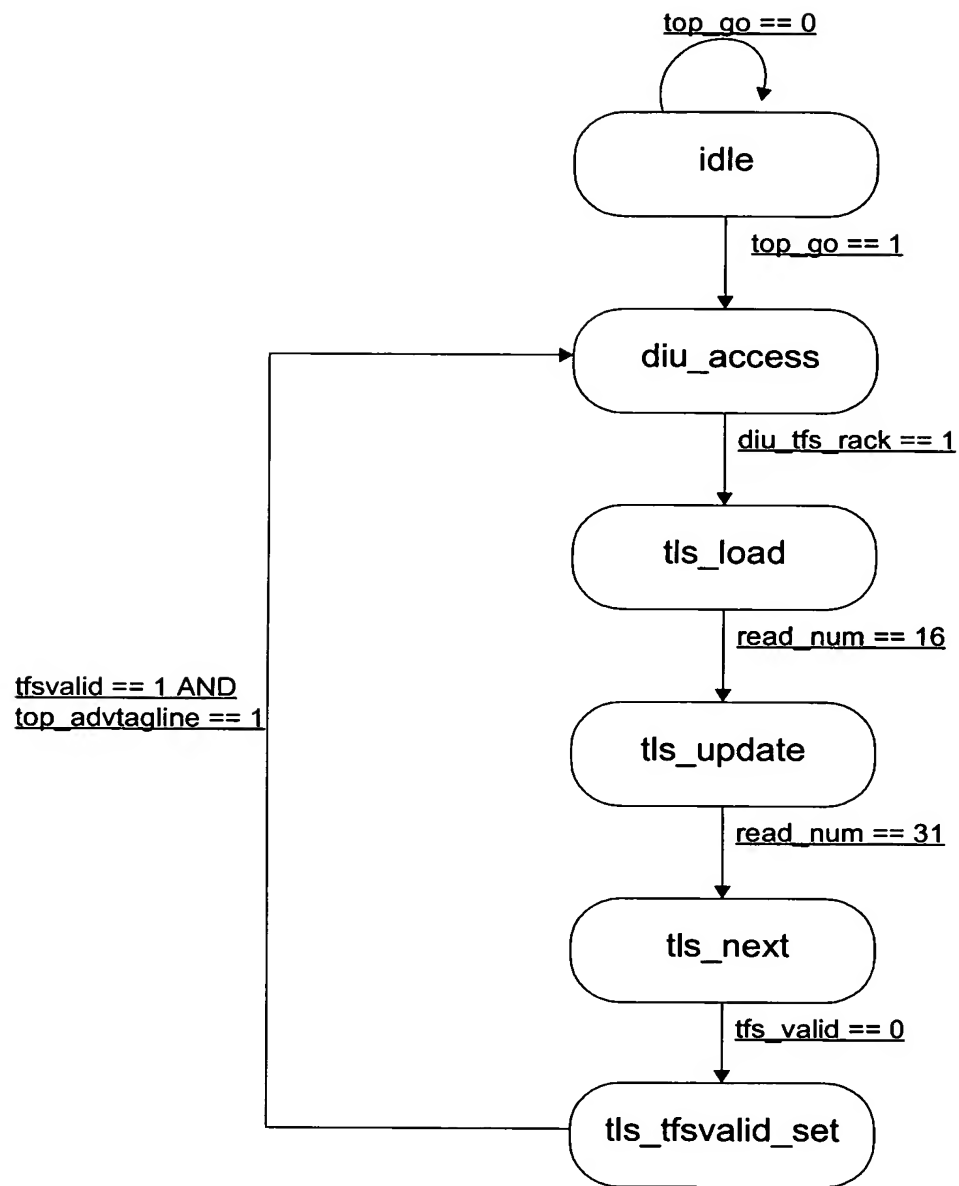 top_go == 0
idle
top_go == 1
diu_access
diu_tfs_rack == 1
tls_load
read_num == 16
tfsvalid == 1 AND
top_advtagline == 1
tls_update
read_num == 31
tls_next
tfs_valid == 0
tls_tfsvalid_set